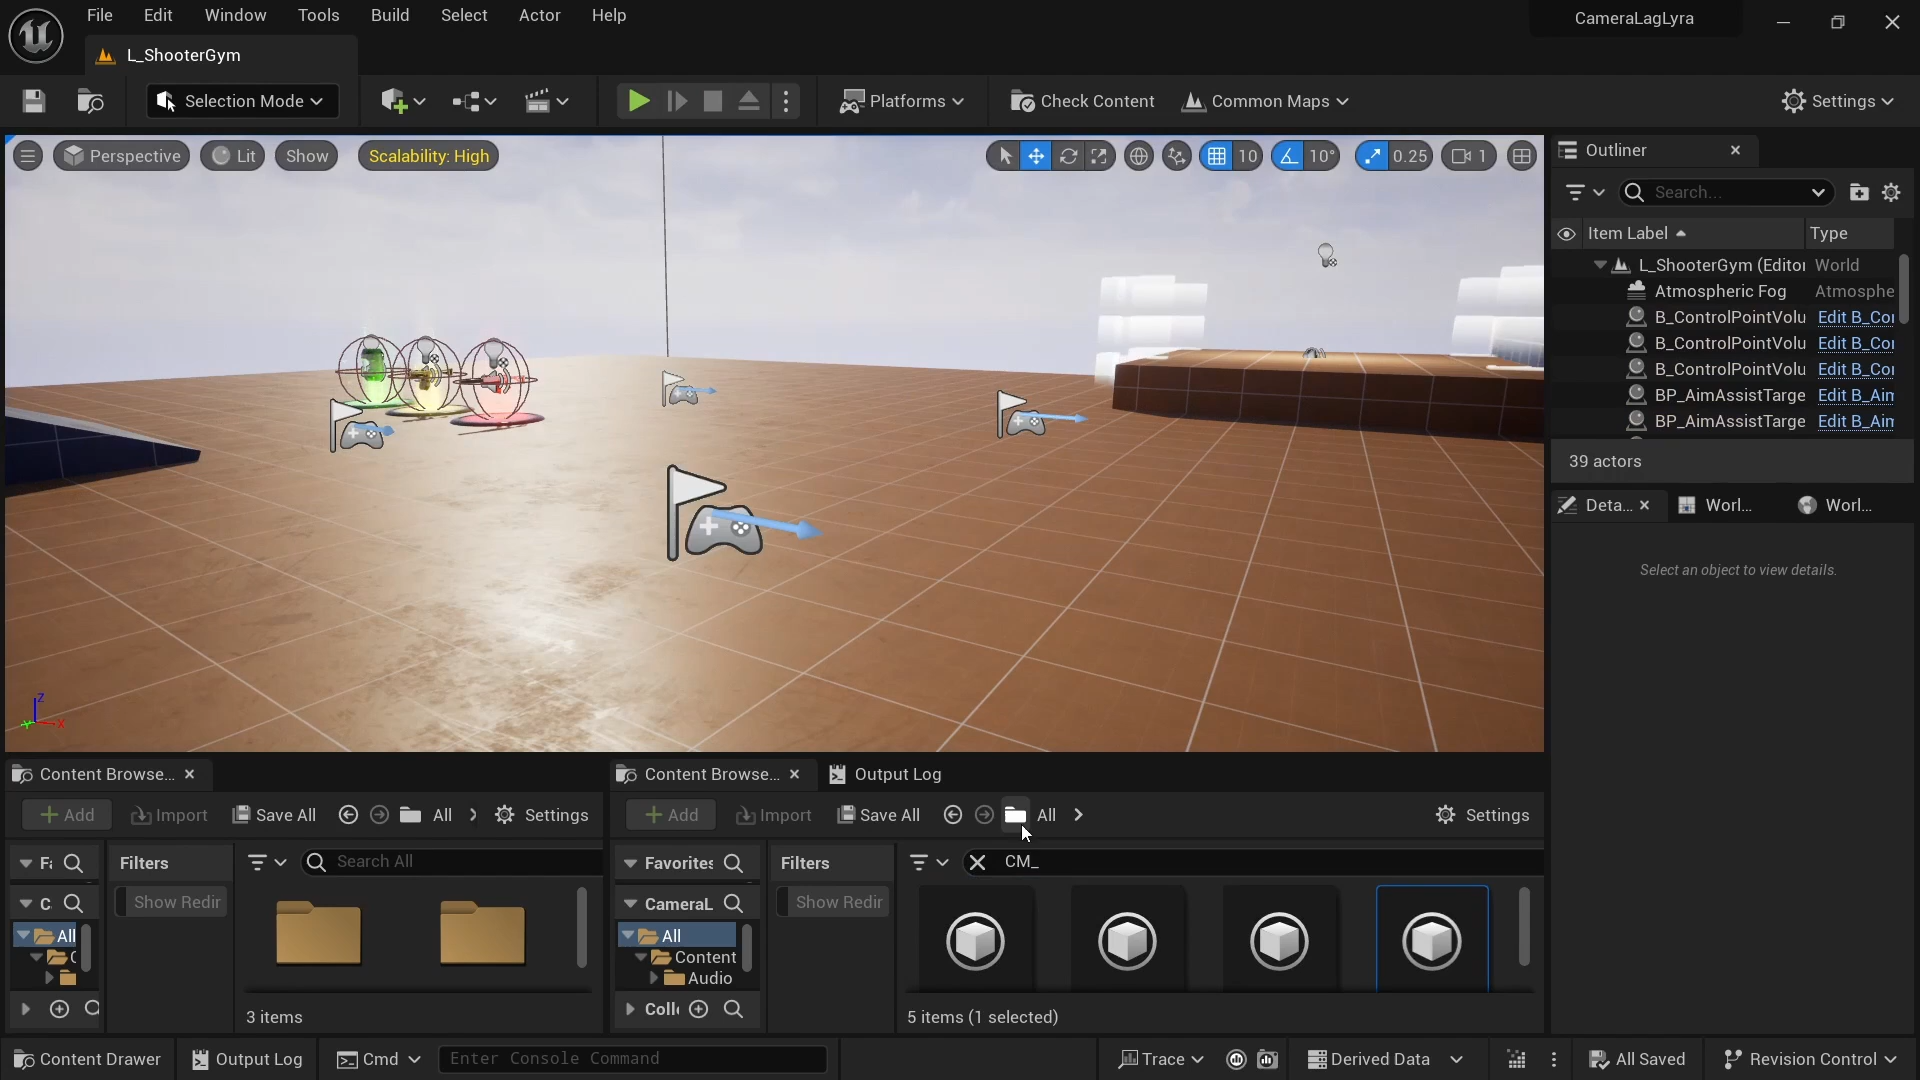 File Edit Window Tools Build Select Actor Help
CameraLagLyra
L_ShooterGym
Selection Mode
Platforms
Check Content
Common Maps
Settings
Perspective
Lit
Show
Scalability: High
10
10°
0.25
1
Outliner
Search...
Item Label Type
L_ShooterGym (Editor World
Atmospheric Fog Atmosphe
B_ControlPointVolu Edit B_Co
B_ControlPointVolu Edit B_Co
B_ControlPointVolu Edit B_Co
BP_AimAssistTarge Edit B_Aim
BP_AimAssistTarge Edit B_Aim
39 actors
Deta... Worl... Worl...
Select an object to view details.
Z
X
Y
Content Browse...
Add Import Save All All Settings
Filters
Search All
C
Show Redir
All
3 items
Content Browse... Output Log
Add Import Save All All Settings
Favorites Filters CM_
CameraL Show Redir
All
Content
Audio
Coll
5 items (1 selected)
Content Drawer Output Log Cmd Enter Console Command Trace Derived Data All Saved Revision Control